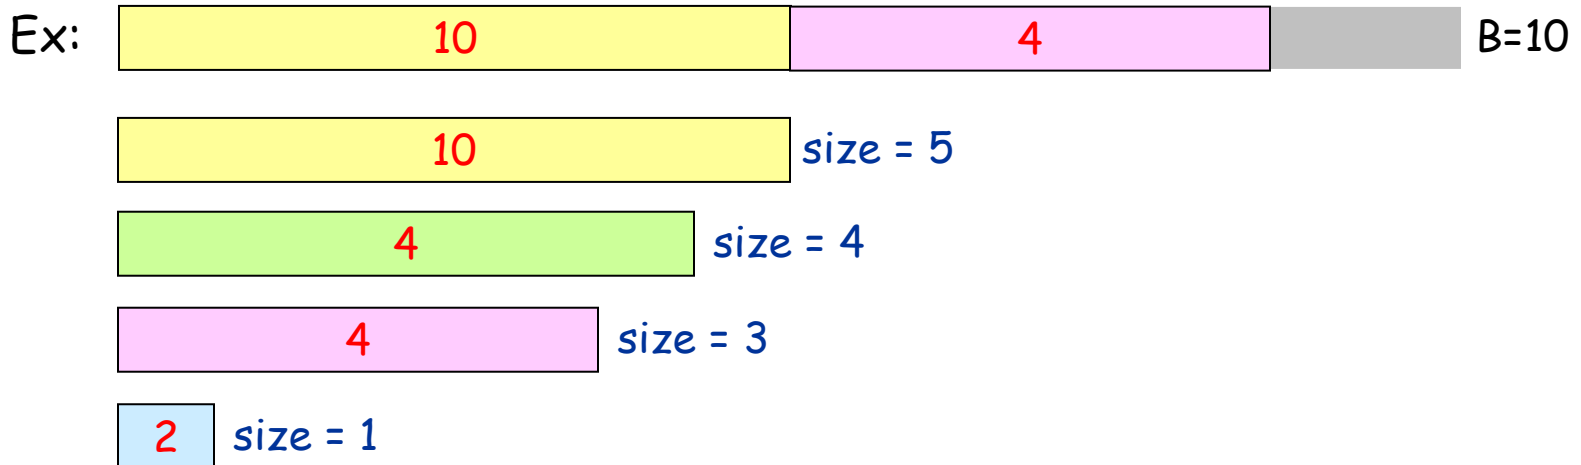 Ex: 10 4 B=10
10 size = 5
4 size = 4
4 size = 3
2 size = 1